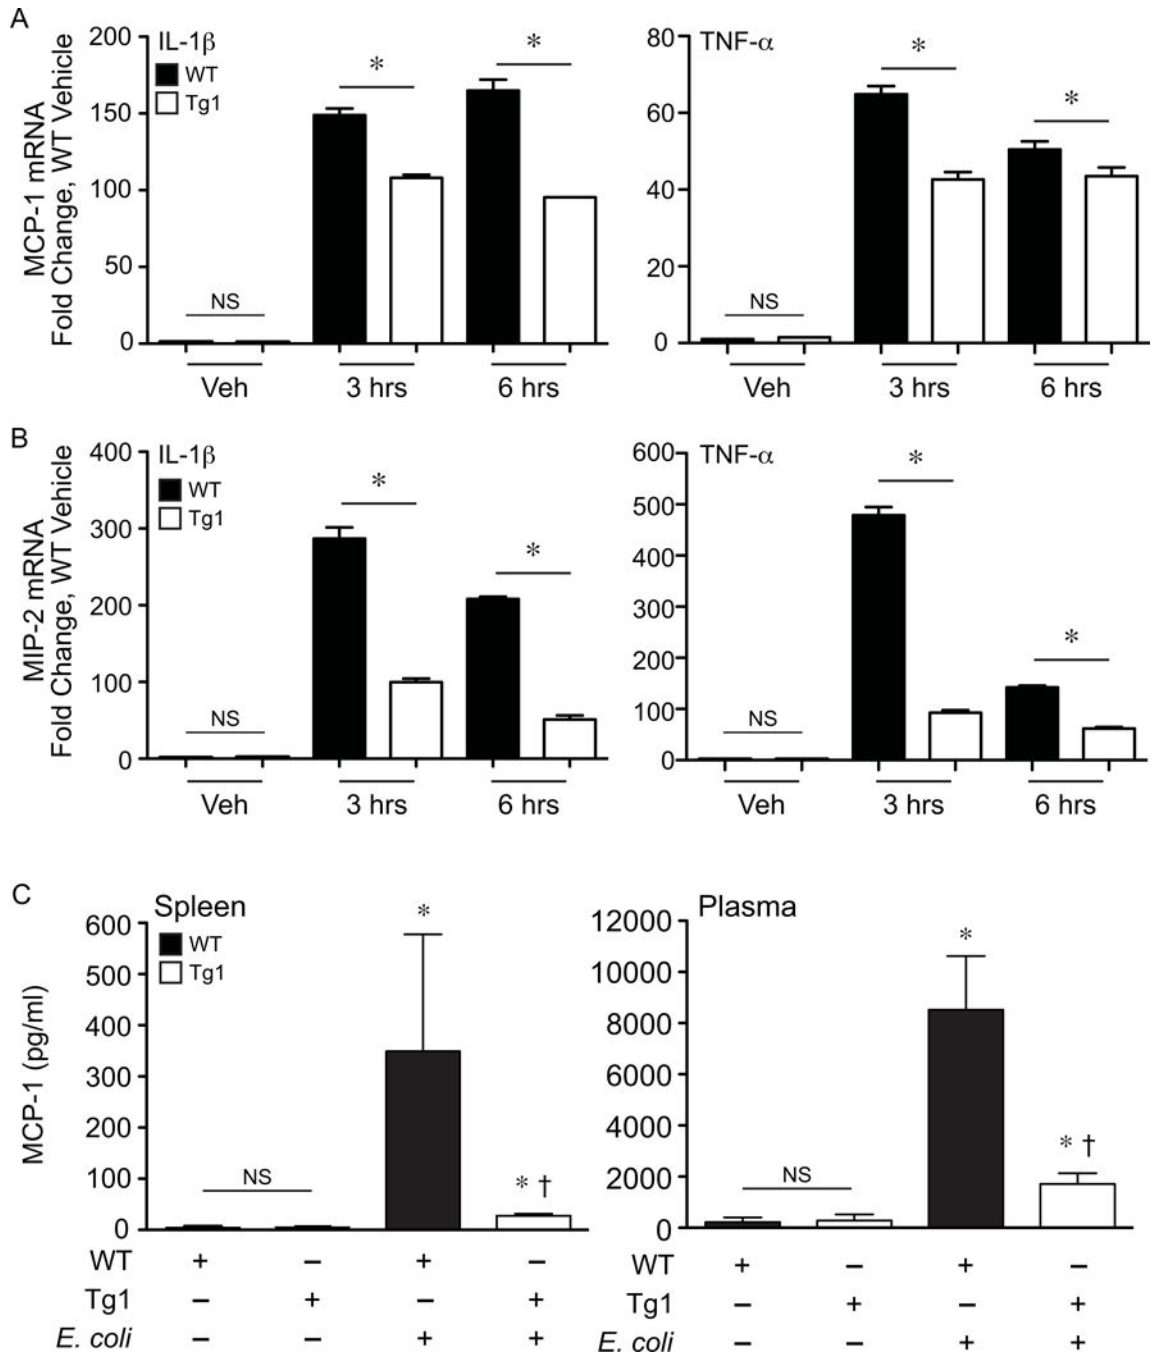 A
MCP-1 mRNA
Fold Change, WT Vehicle
IL-1β
WT
Tg1
200
150
100
50
0
NS
*
*
Veh
3 hrs
6 hrs
TNF-α
80
60
40
20
0
NS
*
*
Veh
3 hrs
6 hrs
B
MIP-2 mRNA
Fold Change, WT Vehicle
IL-1β
WT
Tg1
400
300
200
100
0
NS
*
*
Veh
3 hrs
6 hrs
TNF-α
600
500
400
300
200
100
0
NS
*
*
Veh
3 hrs
6 hrs
C
MCP-1 (pg/ml)
Spleen
WT
Tg1
600
500
400
300
200
100
0
NS
*
* †
WT + – + –
Tg1 – + – +
E. coli – – + +
Plasma
12000
10000
8000
6000
4000
2000
0
NS
*
* †
WT + – + –
Tg1 – + – +
E. coli – – + +